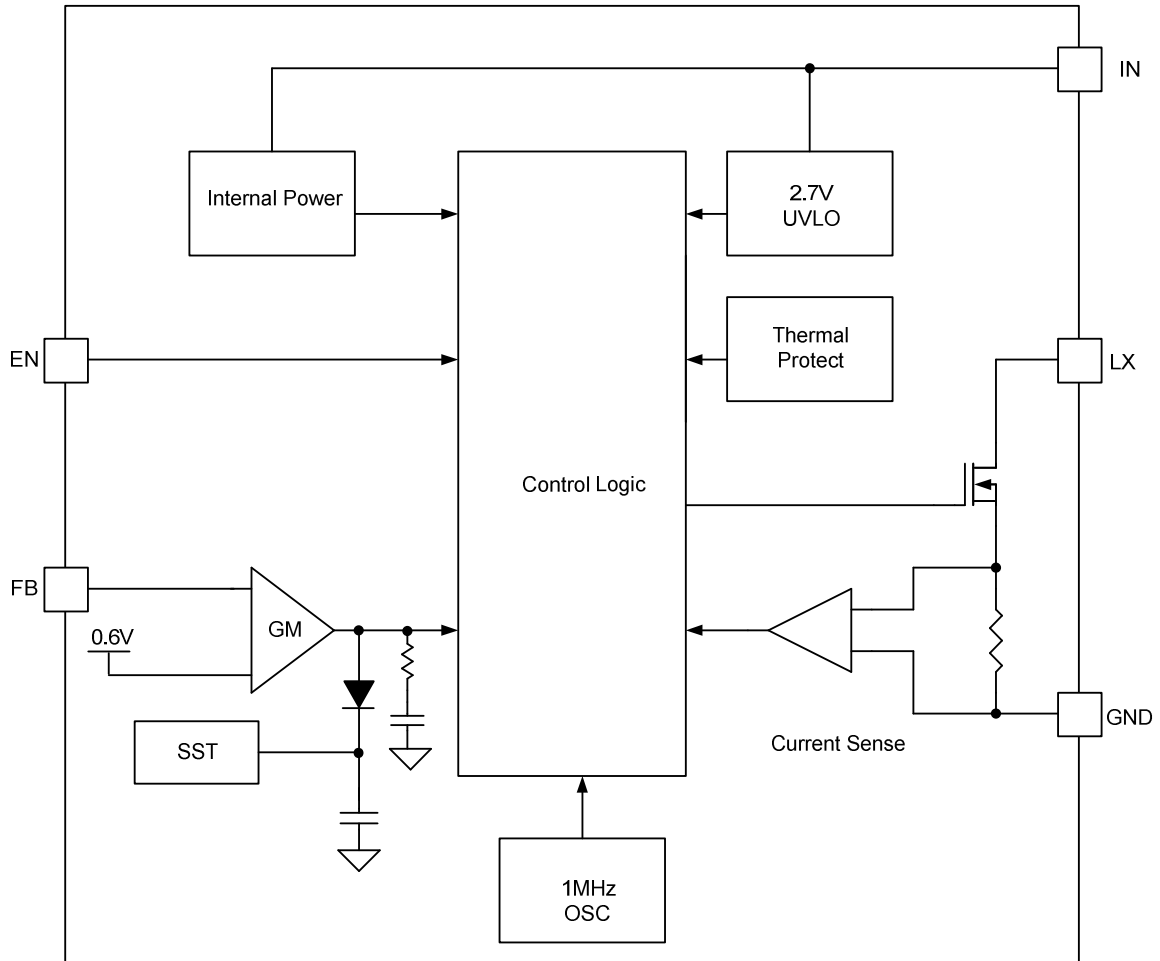 IN
Internal Power
2.7V
UVLO
EN
Thermal
Protect
LX
Control Logic
FB
GM
0.6V
SST
GND
Current Sense
1MHz
OSC